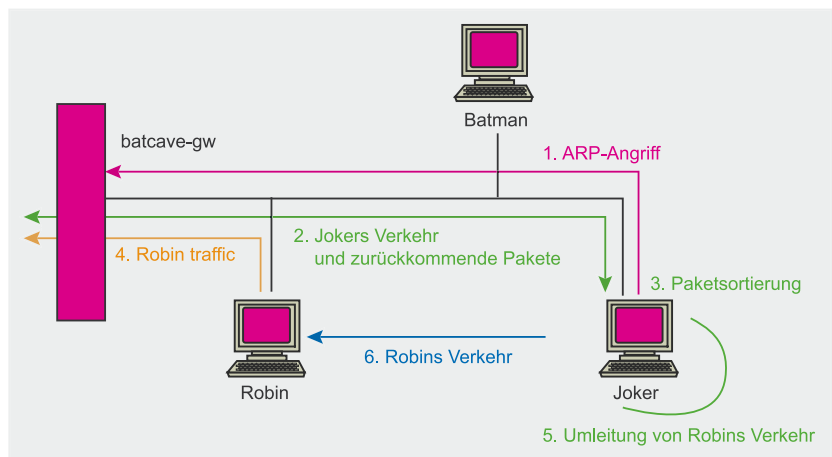 Batman
batcave-gw
1. ARP-Angriff
2. Jokers Verkehr
und zurückkommende Pakete
4. Robin traffic
3. Paketsortierung
6. Robins Verkehr
Robin
Joker
5. Umleitung von Robins Verkehr